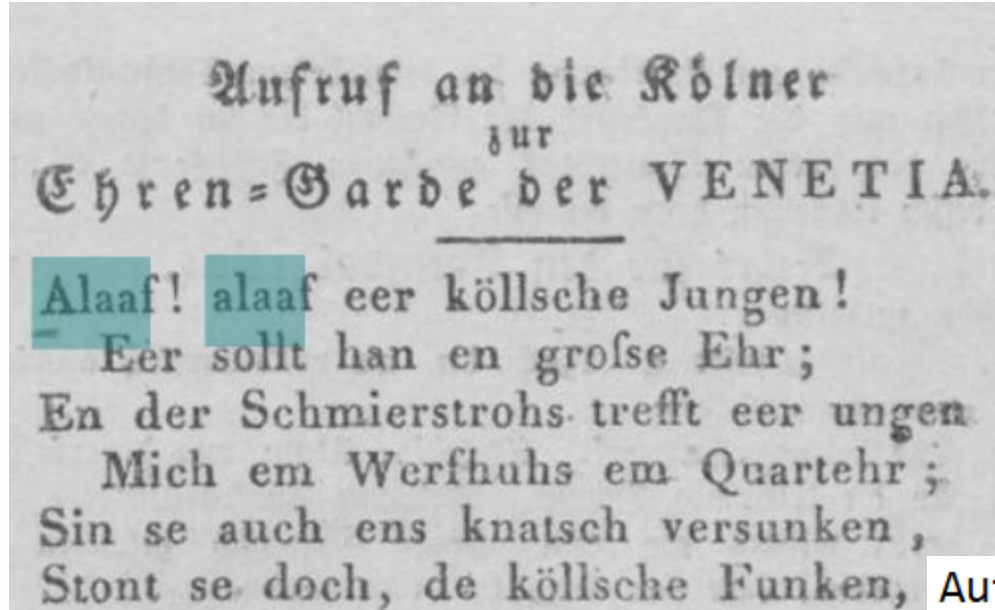 Aufruf an die Kölner
zur
Ehren=Garde der VENETIA.
Alaaf! alaaf eer köllsche Jungen!
Eer sollt han en groſse Ehr;
En der Schmierstrohs trefft eer ungen
Mich em Werfhuhs em Quartehr;
Sin se auch ens knatsch versunken,
Stont se doch, de köllsche Funken,